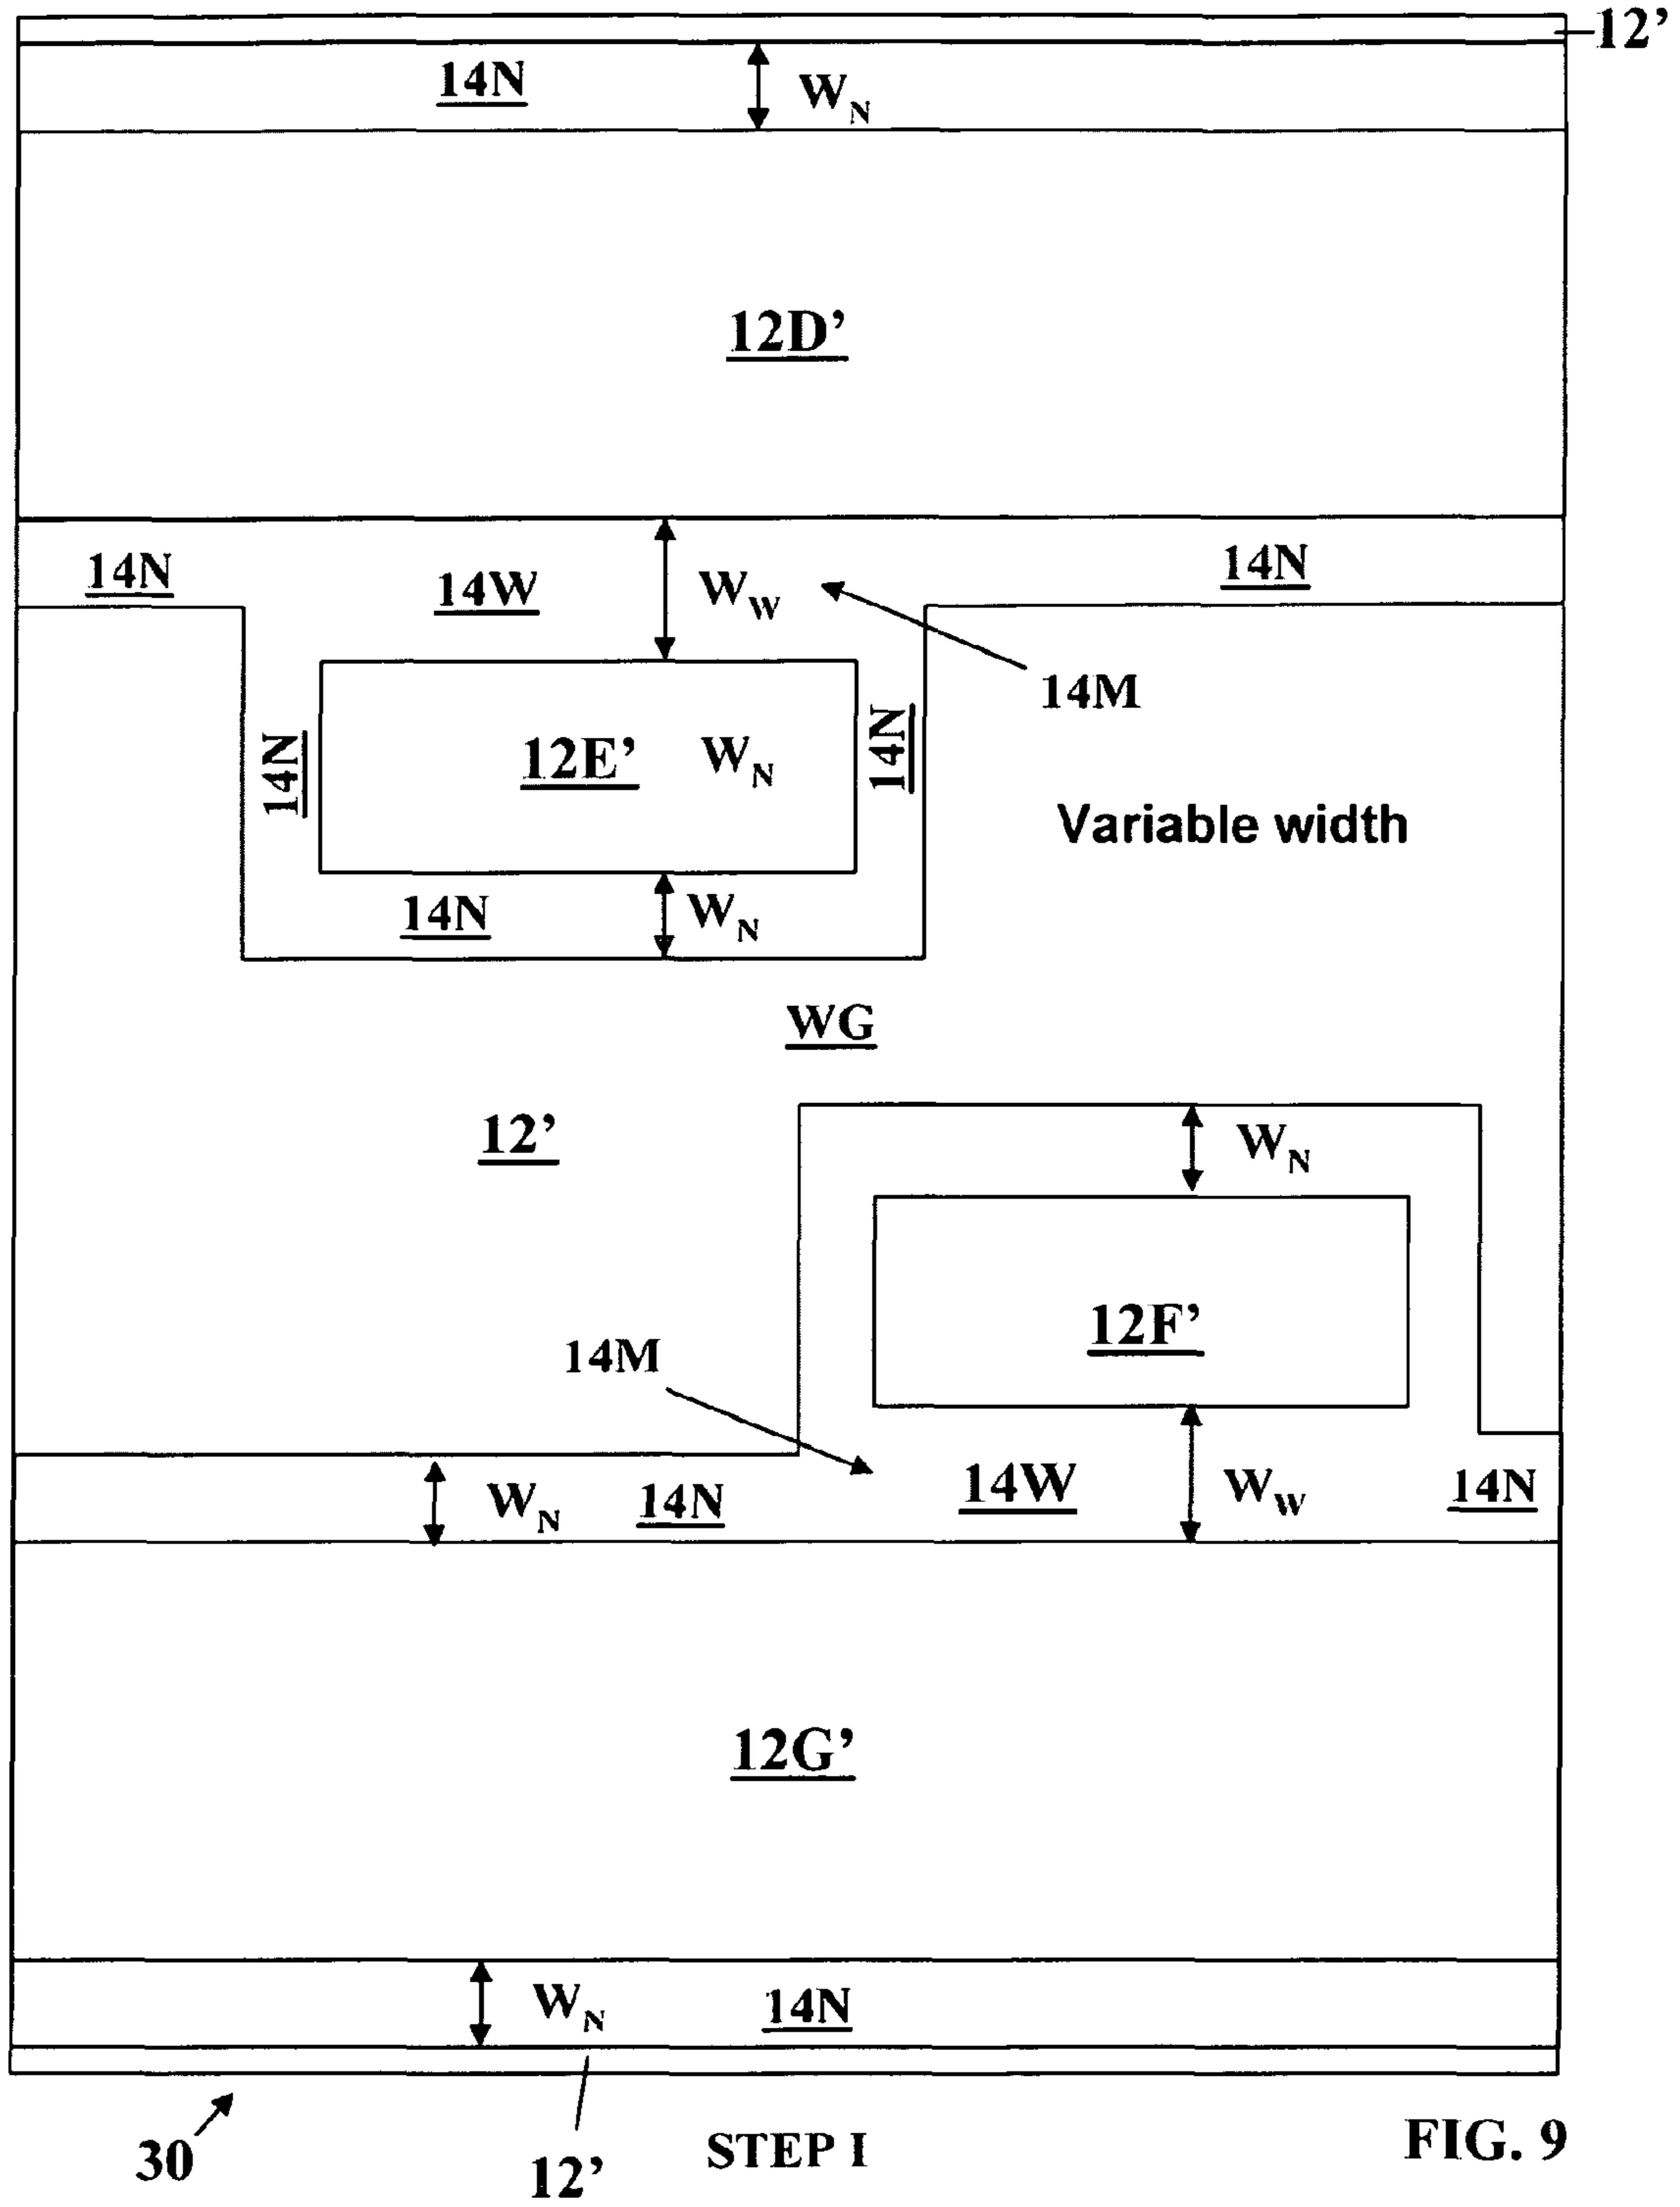 12’
14N
W_N
12D’
14N
14W
W_W
14N
14M
14N
12E’
W_N
14N
Variable width
14N
W_N
WG
12’
W_N
12F’
14M
W_N
14N
14W
W_W
14N
12G’
W_N
14N
30
12’
STEP I
FIG. 9